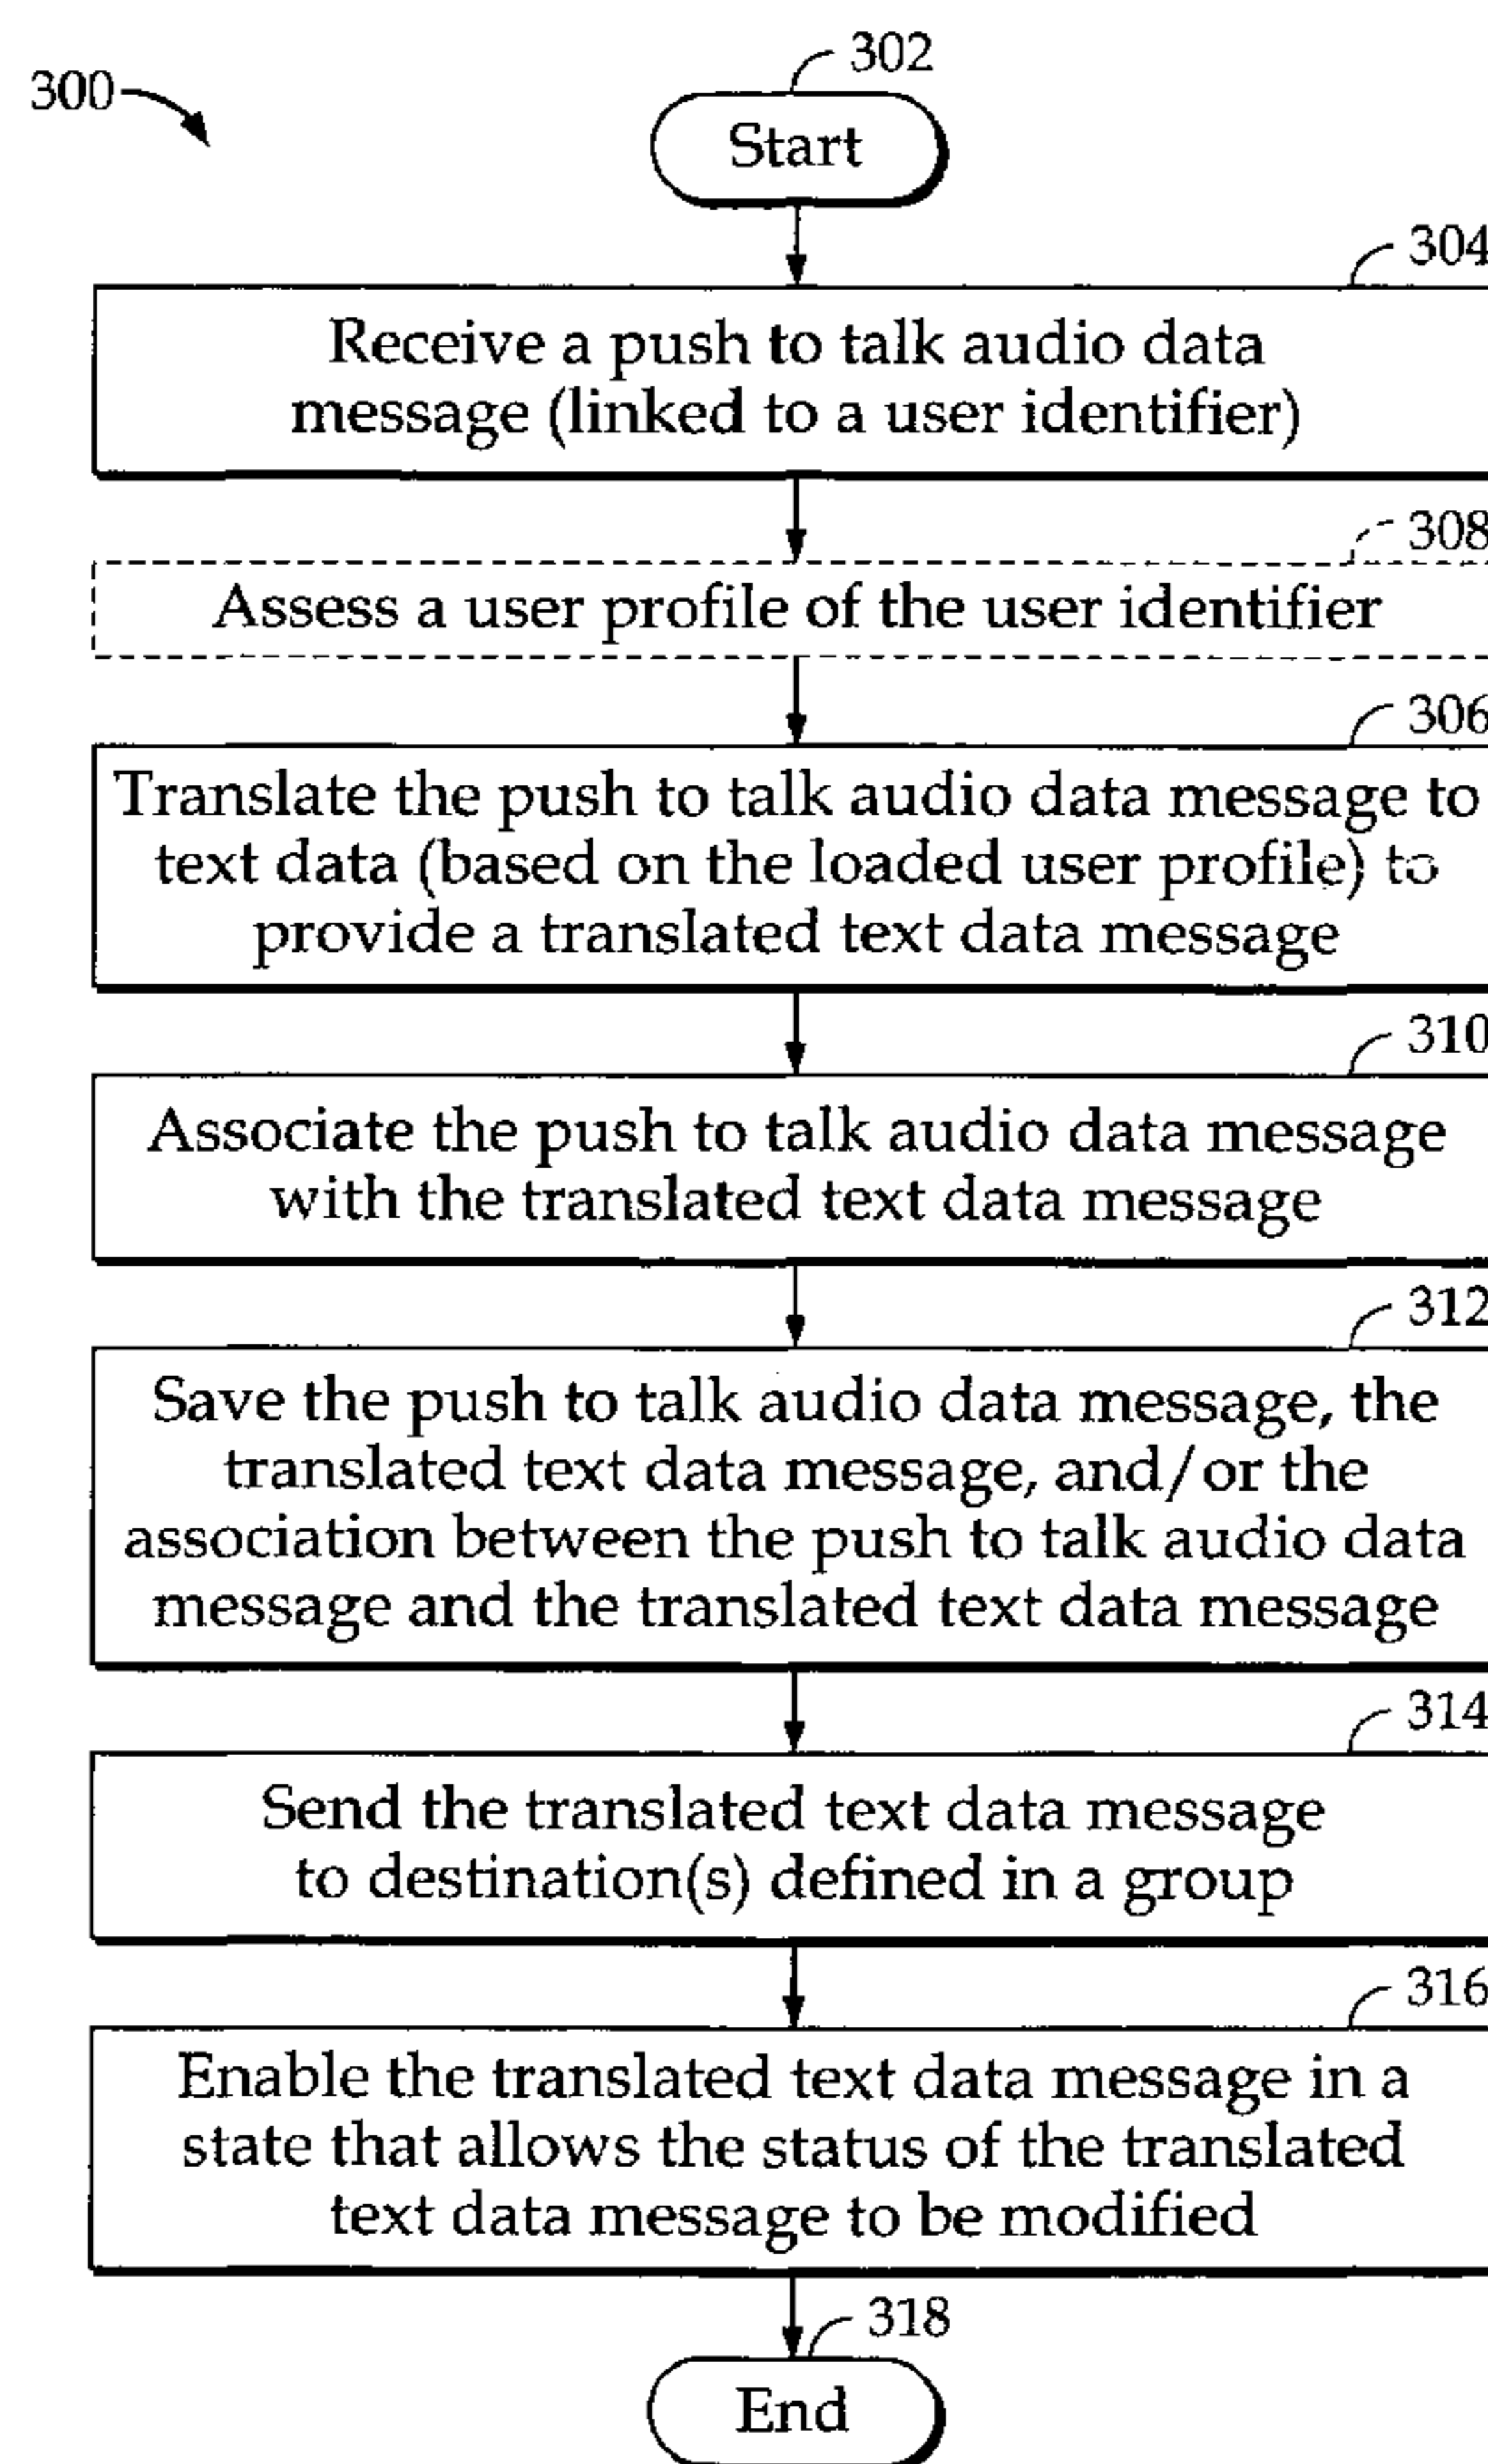 300
302
Start
304
Receive a push to talk audio data
message (linked to a user identifier)
308
Assess a user profile of the user identifier
306
Translate the push to talk audio data message to
text data (based on the loaded user profile) to
provide a translated text data message
310
Associate the push to talk audio data message
with the translated text data message
312
Save the push to talk audio data message, the
translated text data message, and/or the
association between the push to talk audio data
message and the translated text data message
314
Send the translated text data message
to destination(s) defined in a group
316
Enable the translated text data message in a
state that allows the status of the translated
text data message to be modified
318
End